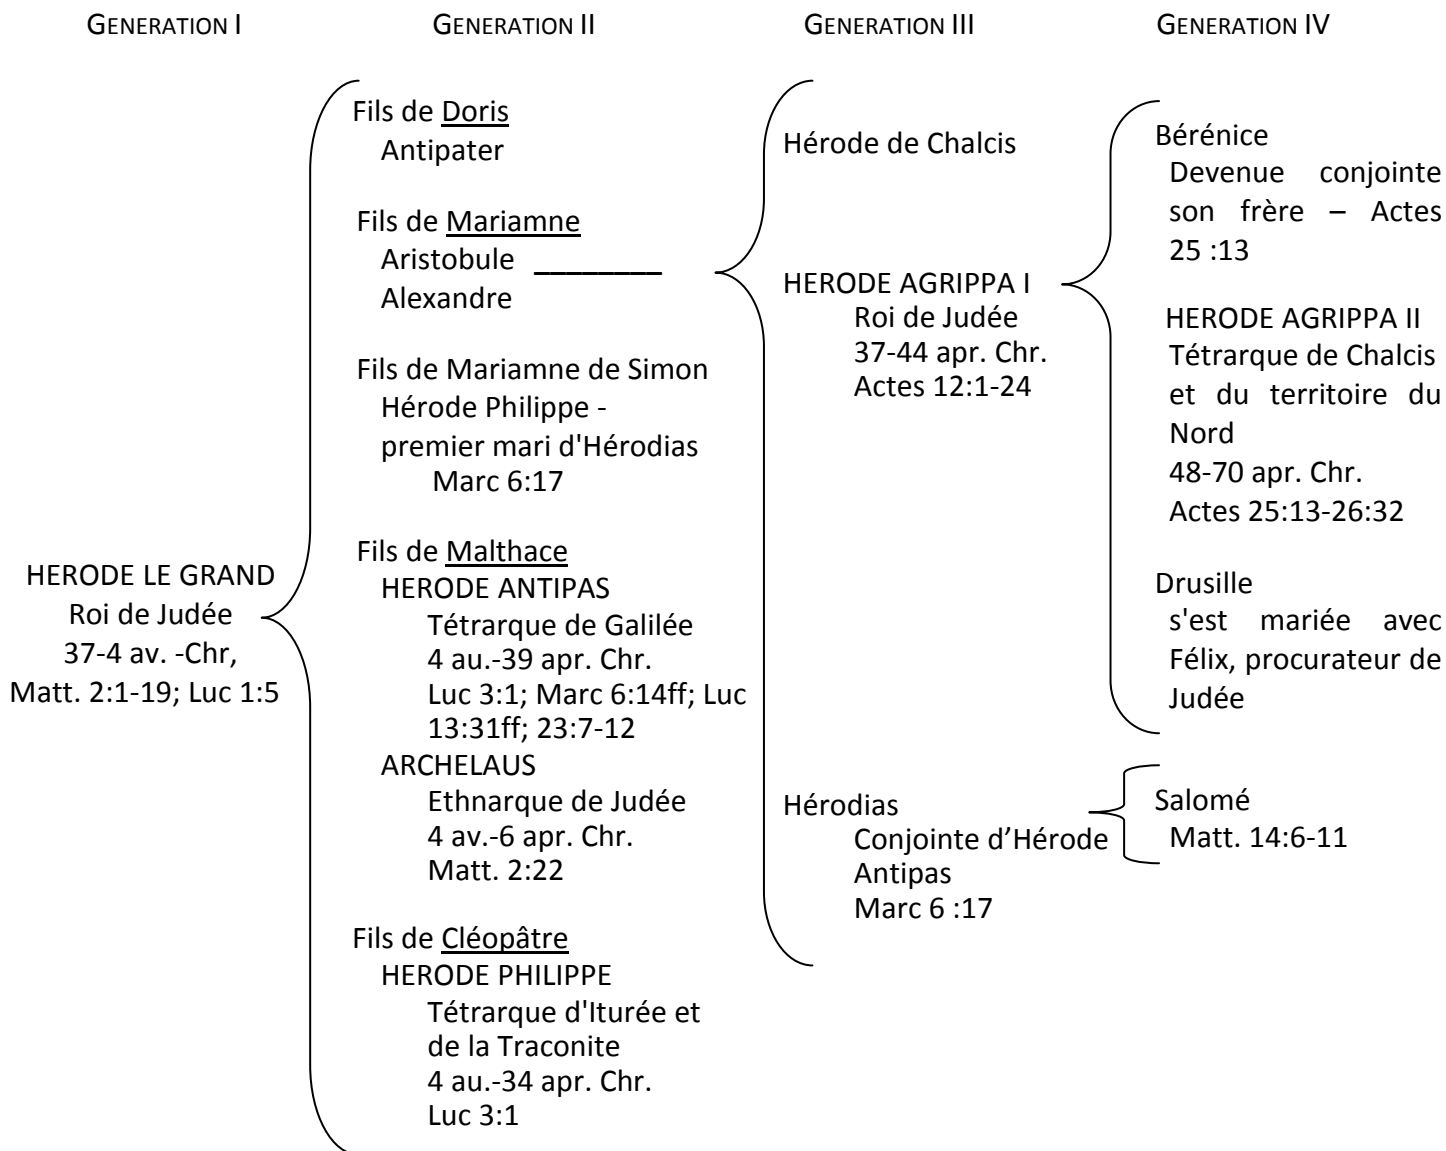 GENERATION I
GENERATION II
GENERATION III
GENERATION IV
HERODE LE GRAND
Roi de Judée
37-4 av. -Chr,
Matt. 2:1-19; Luc 1:5
Fils de Doris
Antipater
Fils de Mariamne
Aristobule ________
Alexandre
Fils de Mariamne de Simon
Hérode Philippe -
premier mari d'Hérodias
Marc 6:17
Fils de Malthace
HERODE ANTIPAS
Tétrarque de Galilée
4 au.-39 apr. Chr.
Luc 3:1; Marc 6:14ff; Luc
13:31ff; 23:7-12
ARCHELAUS
Ethnarque de Judée
4 av.-6 apr. Chr.
Matt. 2:22
Fils de Cléopâtre
HERODE PHILIPPE
Tétrarque d'Iturée et
de la Traconite
4 au.-34 apr. Chr.
Luc 3:1
Hérode de Chalcis
HERODE AGRIPPA I
Roi de Judée
37-44 apr. Chr.
Actes 12:1-24
Hérodias
Conjointe d’Hérode
Antipas
Marc 6 :17
Bérénice
Devenue conjointe
son frère – Actes
25 :13
HERODE AGRIPPA II
Tétrarque de Chalcis
et du territoire du
Nord
48-70 apr. Chr.
Actes 25:13-26:32
Drusille
s'est mariée avec
Félix, procurateur de
Judée
Salomé
Matt. 14:6-11